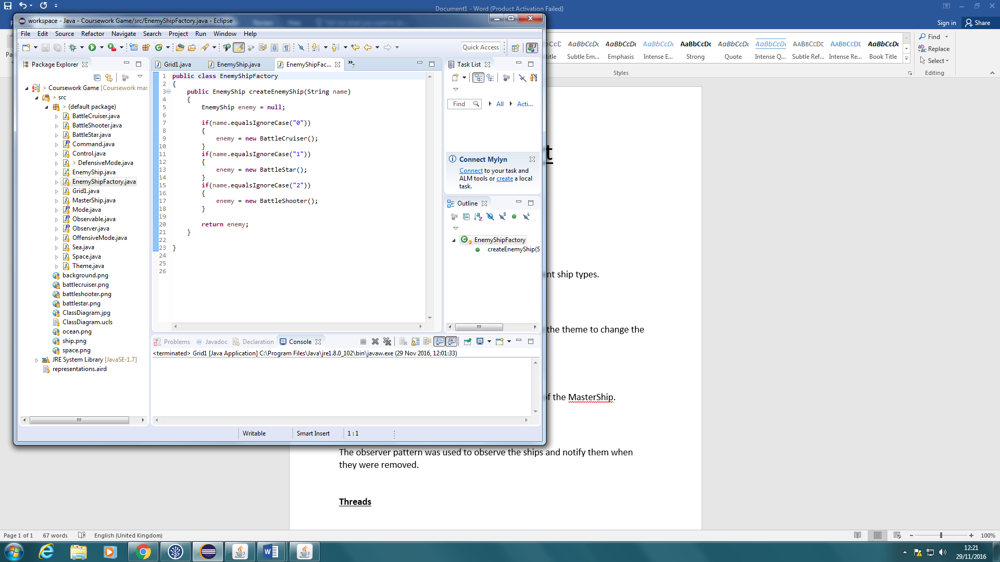 Document1 - Word (Product Activation Failed)
Sign in
Share
workspace - Java - Coursework Game/src/EnemyShipFactory.java - Eclipse
File Edit Source Refactor Navigate Search Project Run Window Help
Quick Access
Subtle Em...
Emphasis
Intense E...
Strong
Quote
Intense Q...
Subtle Ref...
Intense Re...
Book Title
Styles
Find
Replace
Select
Editing
Package Explorer
Coursework Game [Coursework mas
> src
> (default package)
BattleCruiser.java
BattleShooter.java
BattleStar.java
Command.java
Control.java
> DefensiveMode.java
EnemyShip.java
EnemyShipFactory.java
Grid1.java
MasterShip.java
Mode.java
Observable.java
Observer.java
OffensiveMode.java
Sea.java
Space.java
Theme.java
background.png
battlecruiser.png
battleshooter.png
battlestar.png
ClassDiagram.jpg
ClassDiagram.ucls
ocean.png
ship.png
space.png
JRE System Library [JavaSE-1.7]
representations.aird
Grid1.java EnemyShip.java EnemyShipFac... »7
1 public class EnemyShipFactory
2 {
3 public EnemyShip createEnemyShip(String name)
4 {
5 EnemyShip enemy = null;
6
7 if(name.equalsIgnoreCase("0"))
8 {
9 enemy = new BattleCruiser();
10 }
11 if(name.equalsIgnoreCase("1"))
12 {
13 enemy = new BattleStar();
14 }
15 if(name.equalsIgnoreCase("2"))
16 {
17 enemy = new BattleShooter();
18 }
19
20 return enemy;
21 }
22
23 }
24
25
26
Task List
Find All Acti...
Connect Mylyn
Connect to your task and
ALM tools or create a local
task.
Outline
EnemyShipFactory
createEnemyShip(S
Problems @ Javadoc Declaration Console
<terminated> Grid1 [Java Application] C:\Program Files\Java\jre1.8.0_102\bin\javaw.exe (29 Nov 2016, 12:01:33)
Writable Smart Insert 1 : 1
t
nt ship types.
the theme to change the
f the MasterShip.
The observer pattern was used to observe the ships and notify them when
they were removed.
Threads
Page 1 of 1 67 words English (United Kingdom)
100%
12:21
29/11/2016